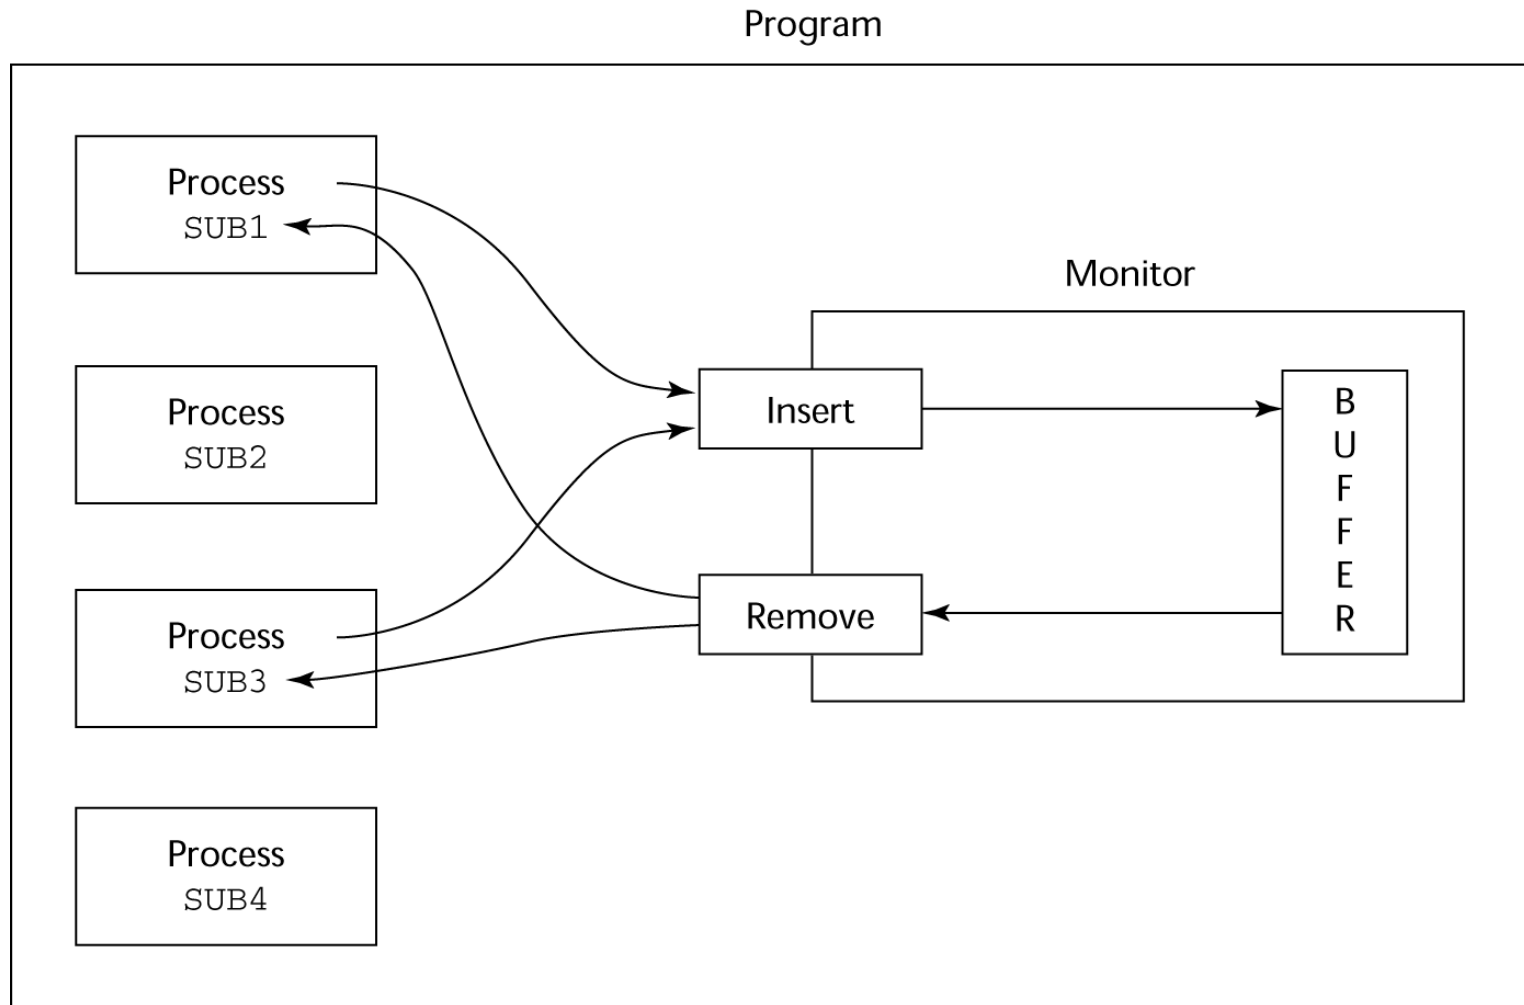 Program
Process
SUB1
Process
SUB2
Process
SUB3
Process
SUB4
Monitor
Insert
Remove
B
U
F
F
E
R